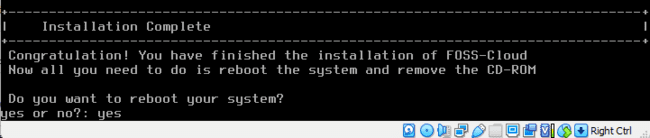 +------------------------------------------------------------------------------+
|    Installation Complete                                                     |
+------------------------------------------------------------------------------+
Congratulation! You have finished the installation of FOSS-Cloud
Now all you need to do is reboot the system and remove the CD-ROM
Do you want to reboot your system?
yes or no?: yes
Right Ctrl